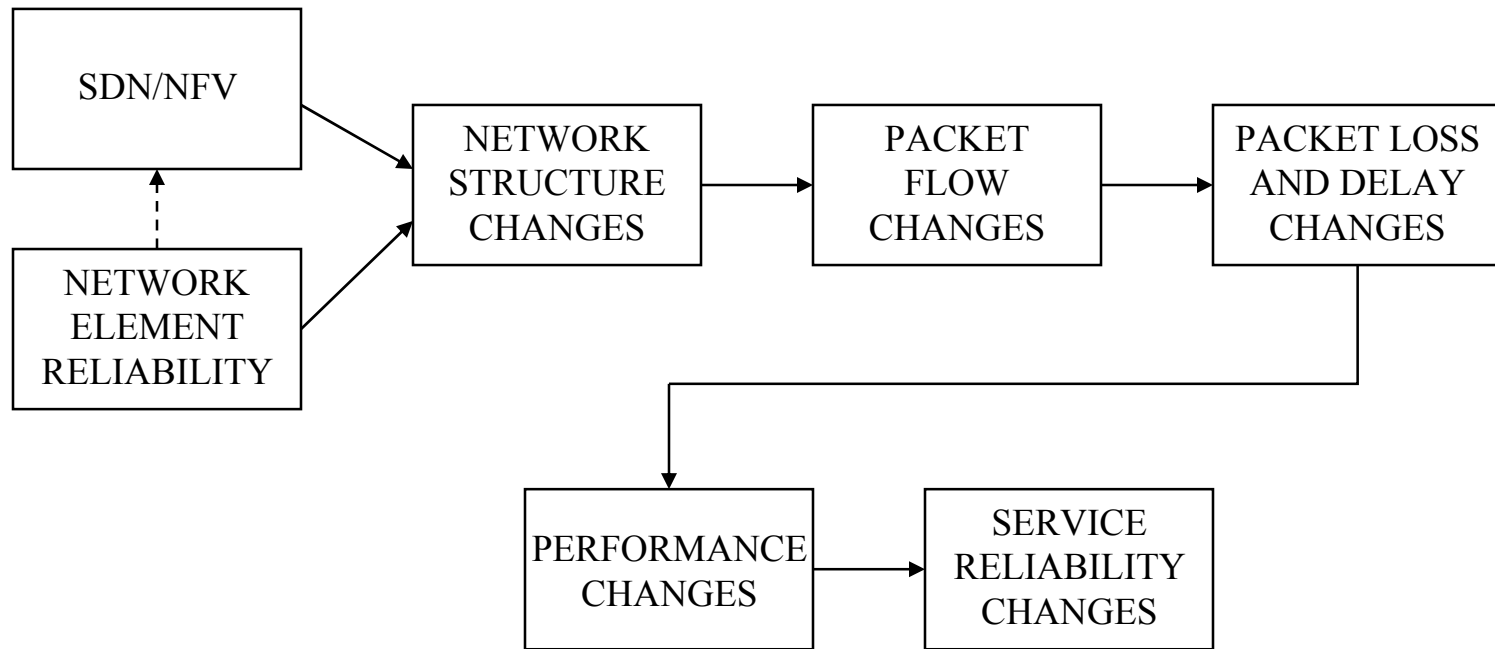 SDN/NFV
NETWORK
ELEMENT
RELIABILITY
NETWORK
STRUCTURE
CHANGES
PACKET
FLOW
CHANGES
PACKET LOSS
AND DELAY
CHANGES
PERFORMANCE
CHANGES
SERVICE
RELIABILITY
CHANGES